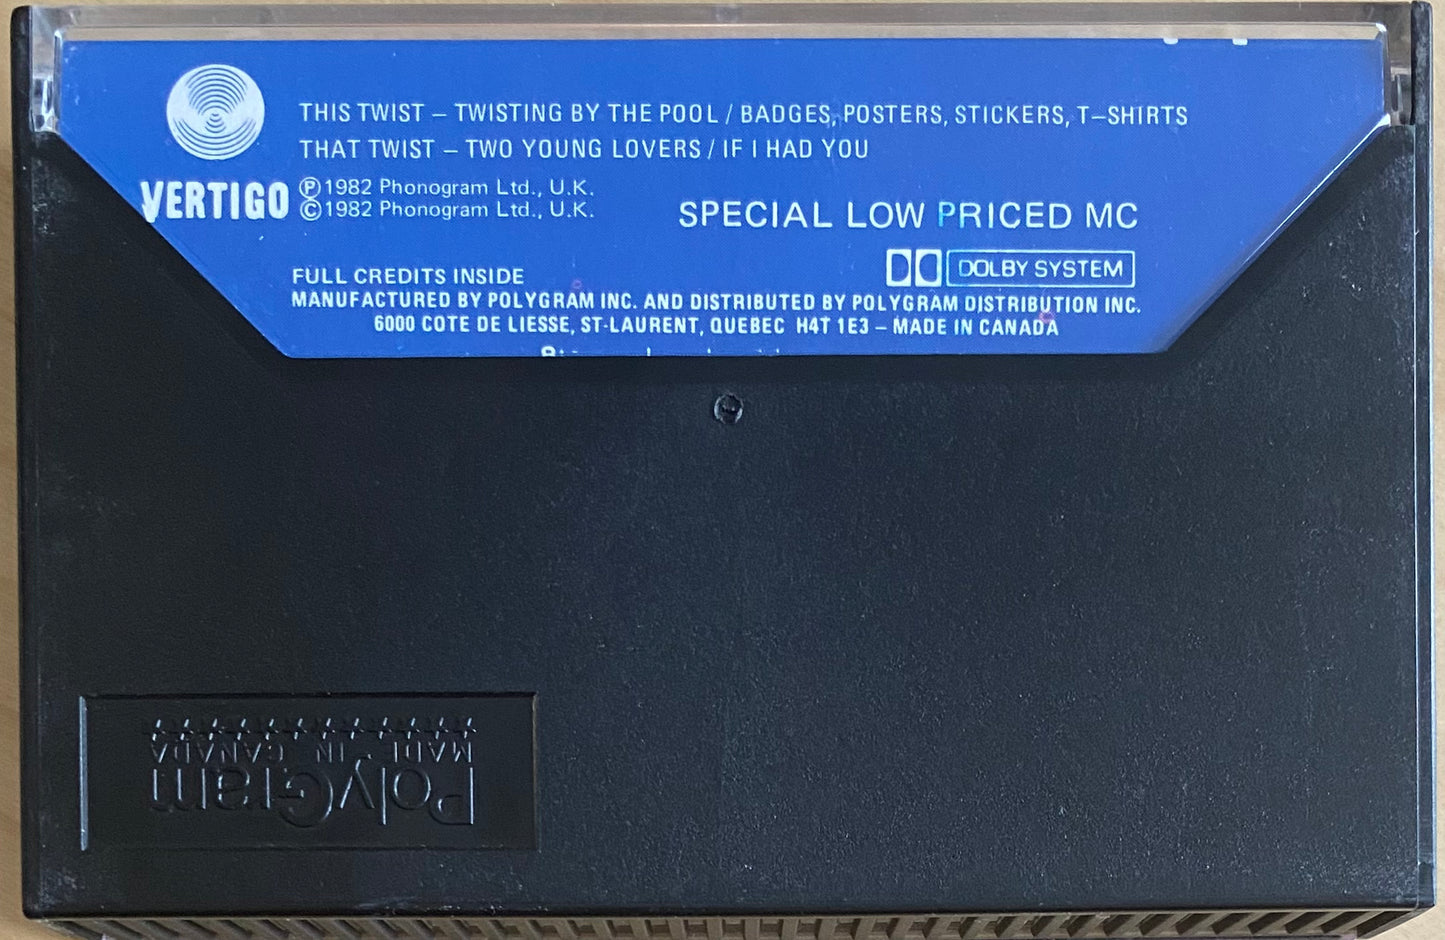 THIS TWIST – TWISTING BY THE POOL / BADGES, POSTERS, STICKERS, T–SHIRTS
THAT TWIST – TWO YOUNG LOVERS / IF I HAD YOU
VERTIGO
Ⓟ1982 Phonogram Ltd., U.K.
©1982 Phonogram Ltd., U.K.
SPECIAL LOW PRICED MC
DOLBY SYSTEM
FULL CREDITS INSIDE
MANUFACTURED BY POLYGRAM INC. AND DISTRIBUTED BY POLYGRAM DISTRIBUTION INC.
6000 COTE DE LIESSE, ST-LAURENT, QUEBEC H4T 1E3 – MADE IN CANADA
PolyGram
MADE IN CANADA